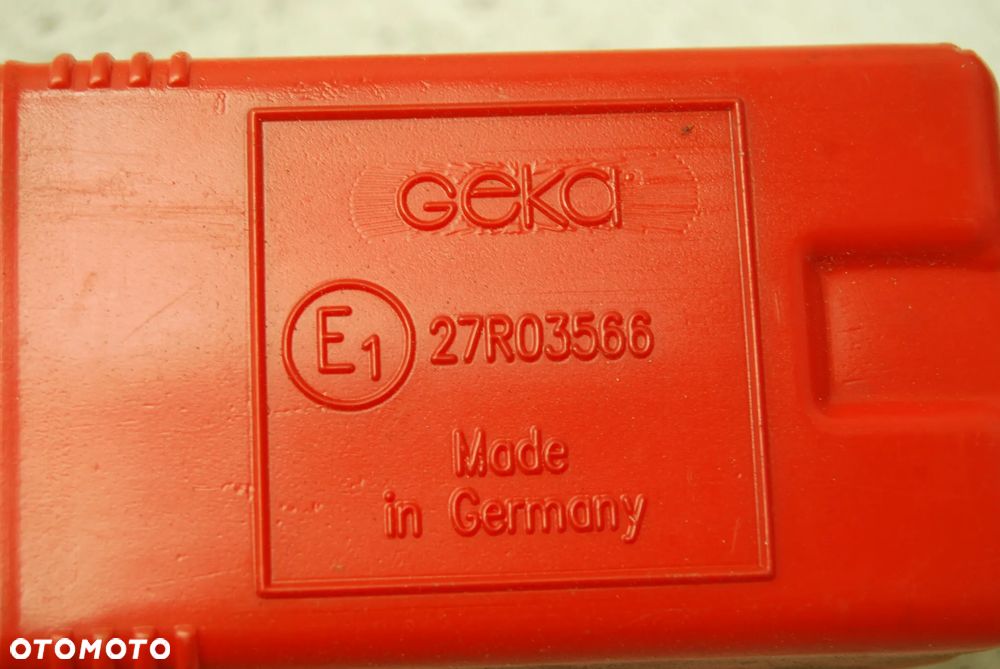 GEKA
E1 27R03566
Made
in Germany
OTOMOTO